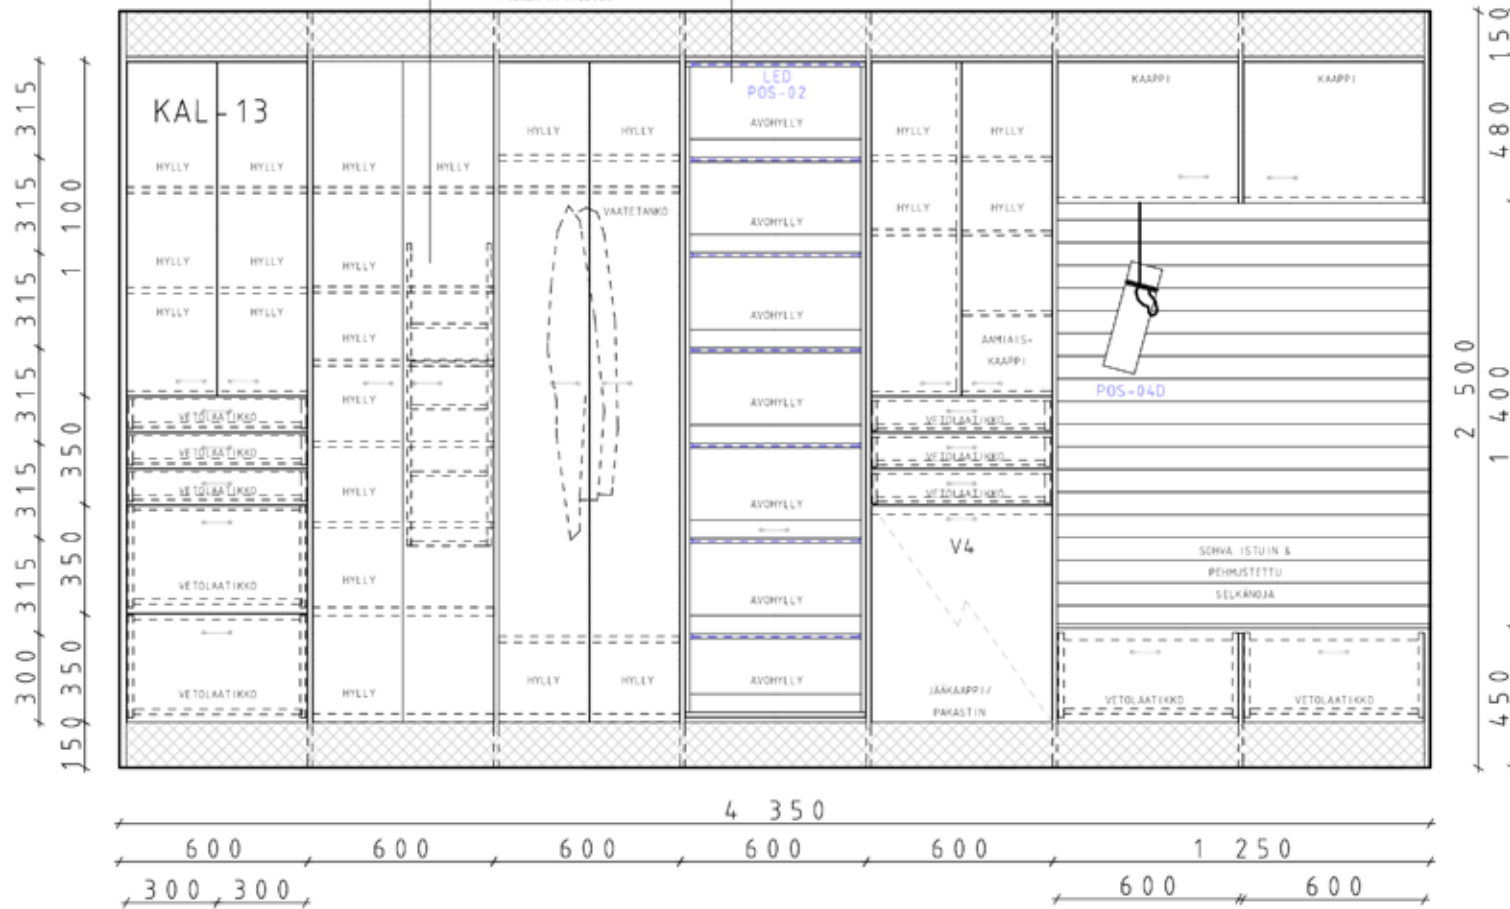 KAL-13
HYLLY HYLLY
HYLLY HYLLY
HYLLY HYLLY
VETOLAATIKKO
VETOLAATIKKO
VETOLAATIKKO
VETOLAATIKKO
VETOLAATIKKO
HYLLY HYLLY
HYLLY
HYLLY
HYLLY
HYLLY
HYLLY
HYLLY
HYLLY HYLLY
VAATETANKO
HYLLY HYLLY
LED
POS-02
AVOHYLLY
AVOHYLLY
AVOHYLLY
AVOHYLLY
AVOHYLLY
AVOHYLLY
AVOHYLLY
HYLLY HYLLY
HYLLY HYLLY
AAMIAIS-
KAAPPI
VETOLAATIKKO
VETOLAATIKKO
VETOLAATIKKO
V4
JÄÄKAAPPI/
PAKASTIN
KAAPPI KAAPPI
POS-04D
SOHVA ISTUIN &
PEHMUSTETTU
SELKÄNOJA
VETOLAATIKKO VETOLAATIKKO
315
315
315
315
315
315
300
1 100
350
350
350
150
2 500
150
480
1 400
450
4 350
600 600 600 600 600 1 250
300 300 600 600